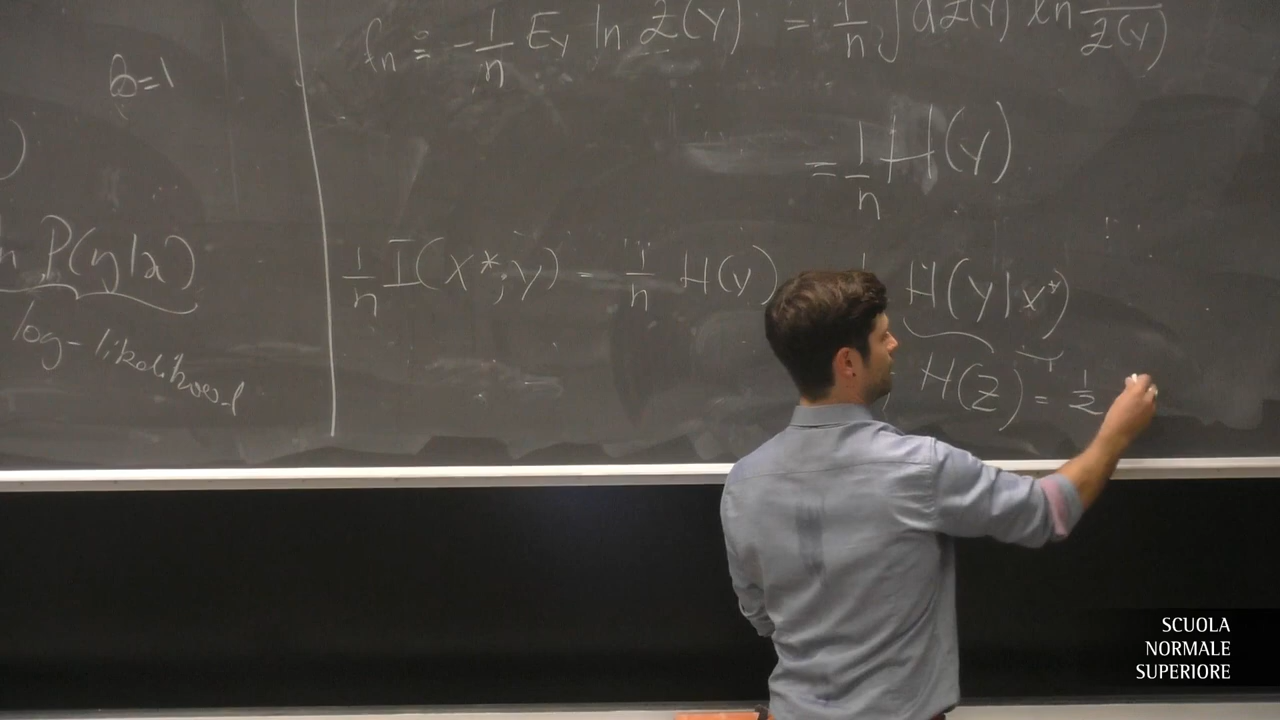 f_n ≐ -1/n E_Y ln Z(Y) = 1/n ∫ dZ(Y) ln 1/Z(Y)
Q=1
= 1/n H(Y)
)
P(y|x)
1/n I(X*;Y) = 1/n H(Y) H(Y|X*)
log-likelihood
H(Z) = 1/2
SCUOLA
NORMALE
SUPERIORE